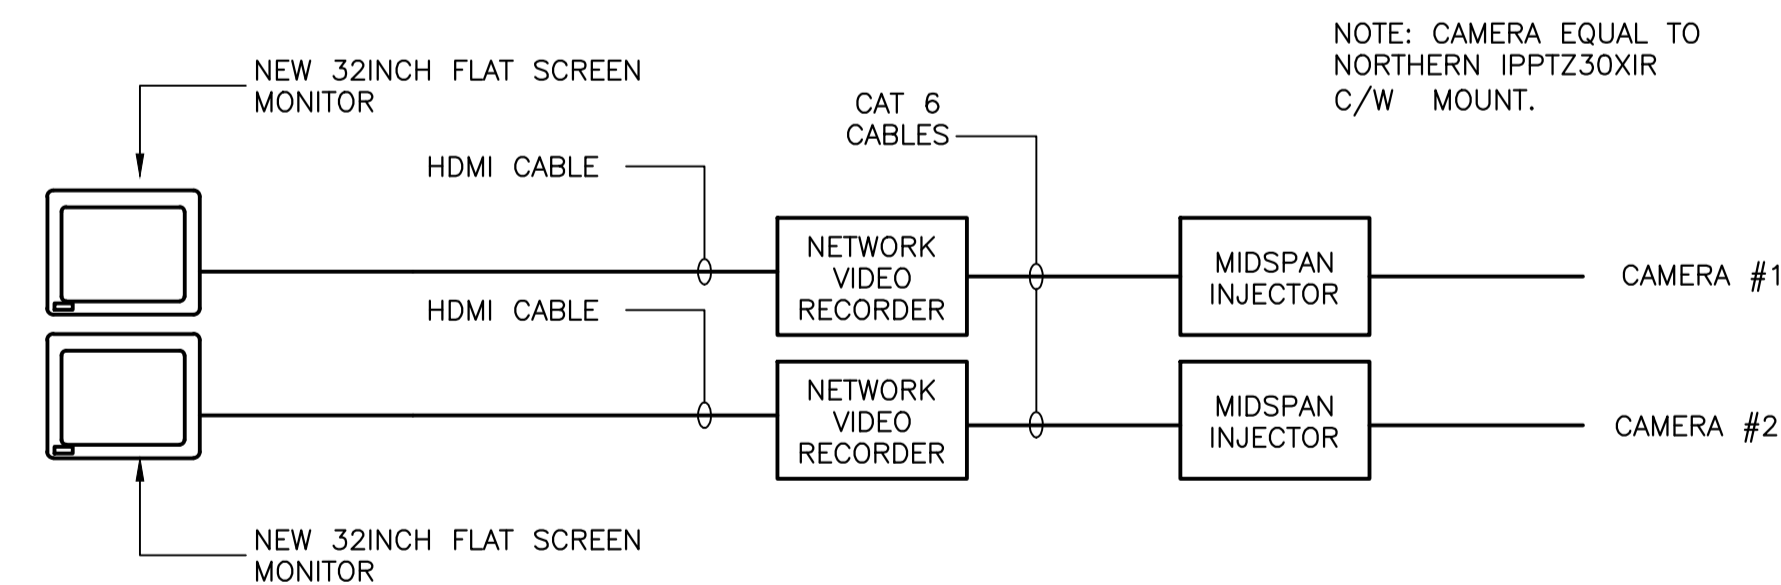 NOTE: CAMERA EQUAL TO
NORTHERN IPPTZ30XIR
C/W MOUNT.
NEW 32INCH FLAT SCREEN
MONITOR
CAT 6
CABLES
HDMI CABLE
NETWORK
VIDEO
RECORDER
MIDSPAN
INJECTOR
CAMERA #1
HDMI CABLE
NETWORK
VIDEO
RECORDER
MIDSPAN
INJECTOR
CAMERA #2
NEW 32INCH FLAT SCREEN
MONITOR